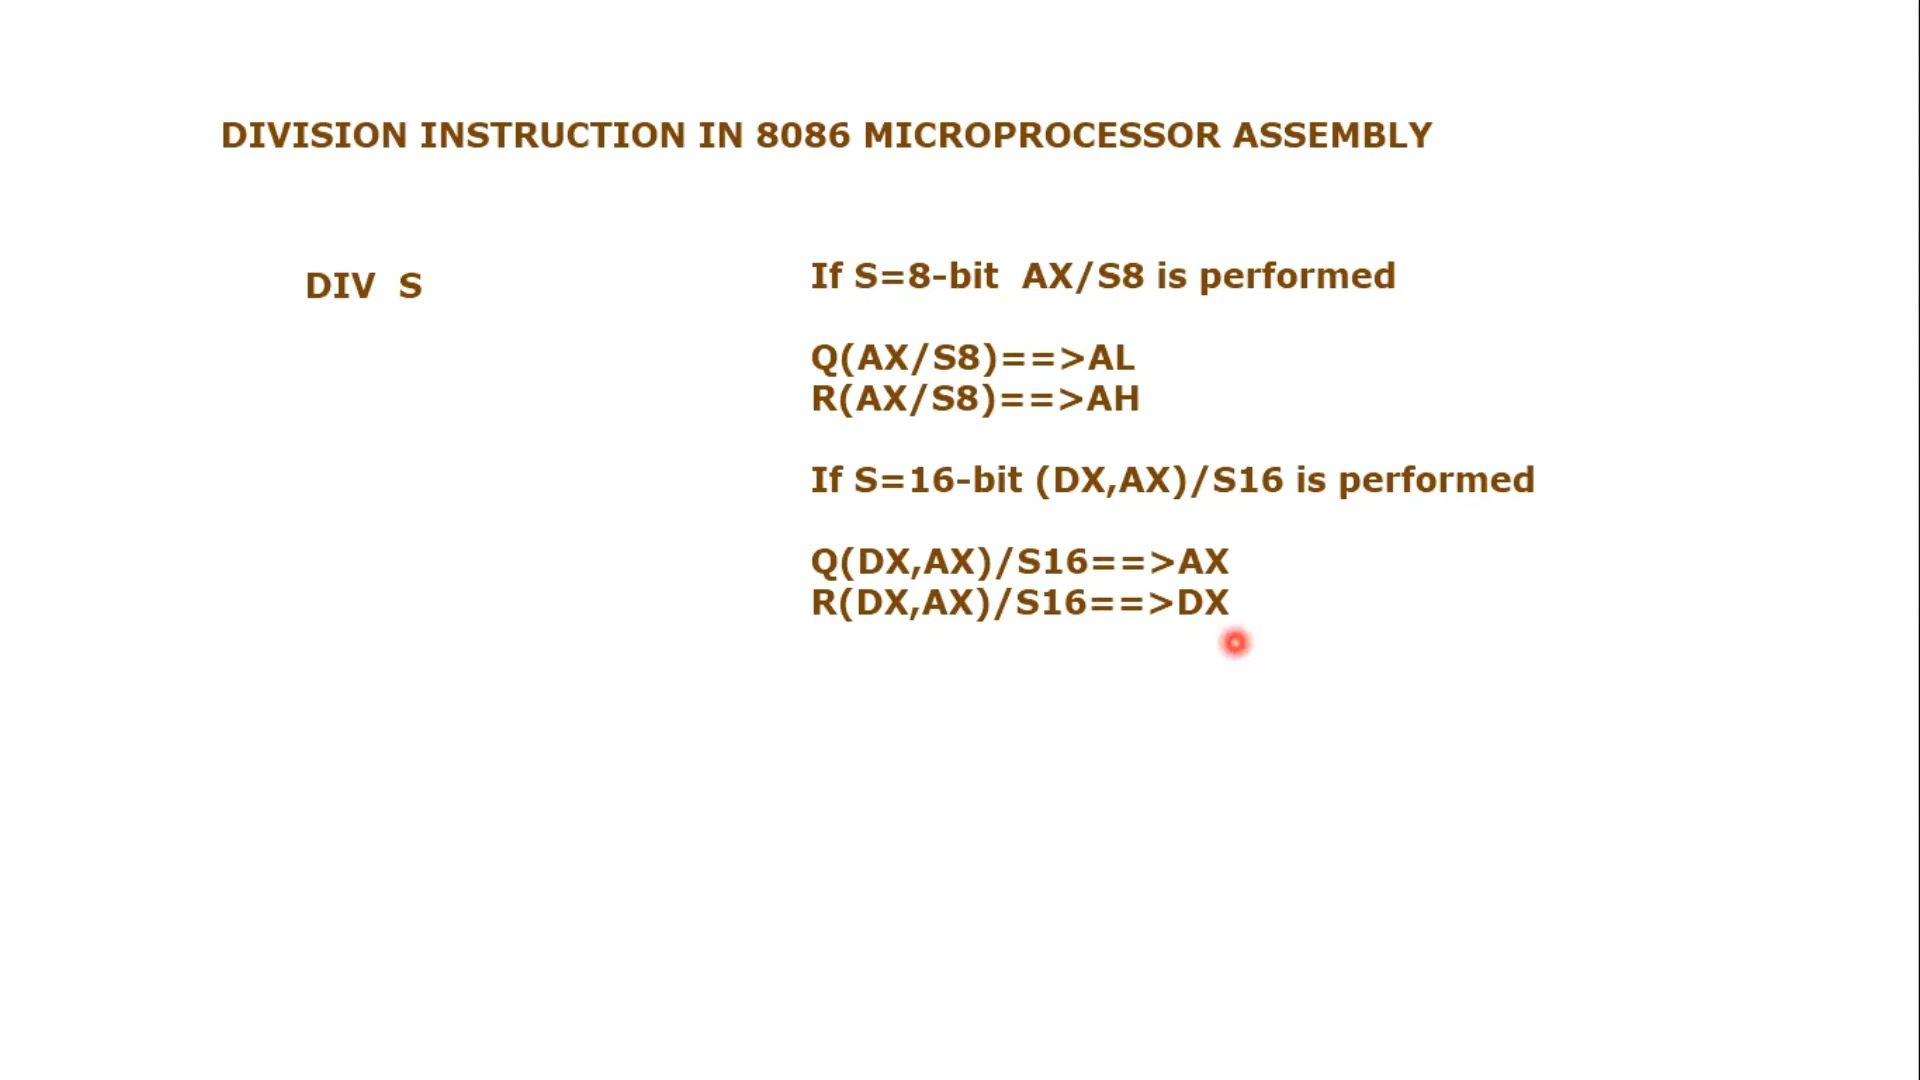 DIVISION INSTRUCTION IN 8086 MICROPROCESSOR ASSEMBLY
DIV S
If S=8-bit AX/S8 is performed
Q(AX/S8)==>AL
R(AX/S8)==>AH
If S=16-bit (DX,AX)/S16 is performed
Q(DX,AX)/S16==>AX
R(DX,AX)/S16==>DX